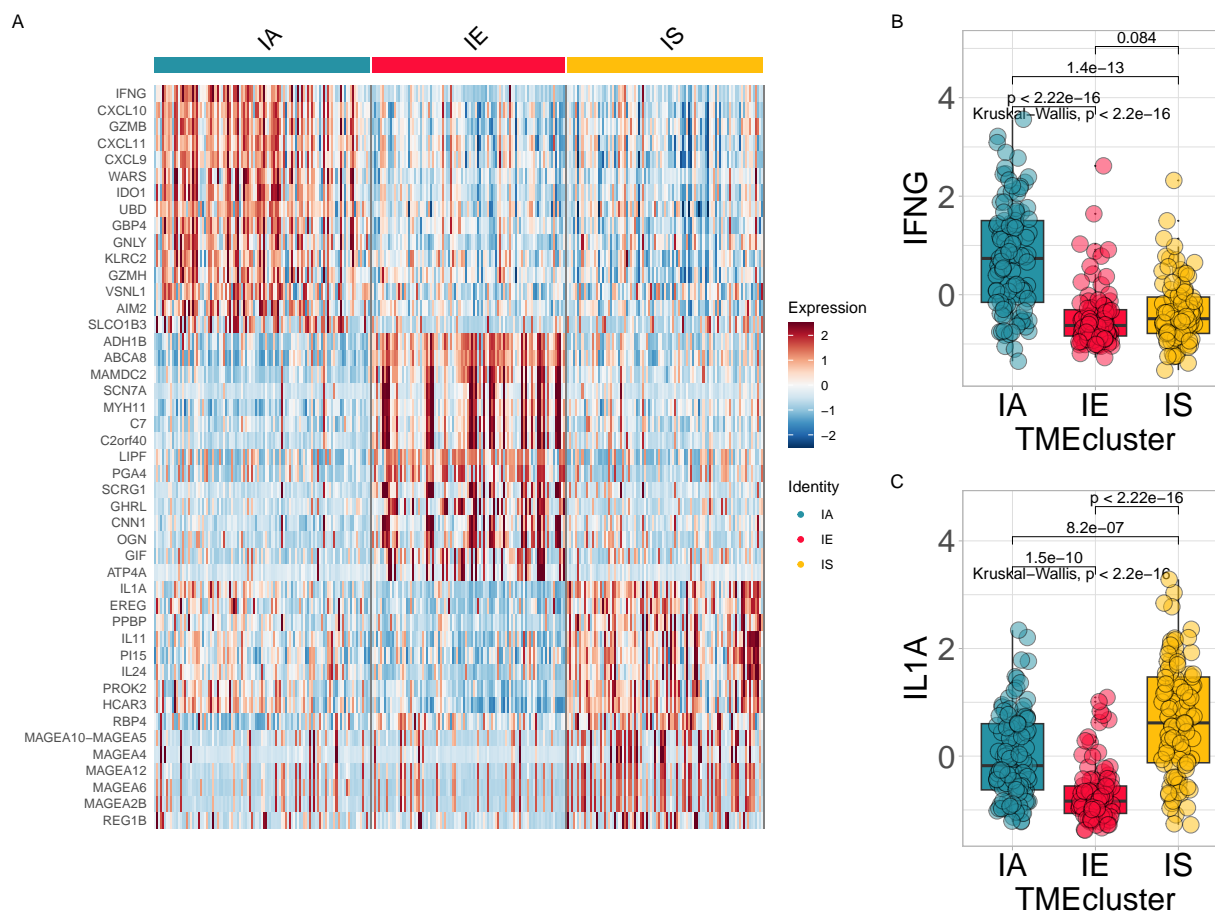 A
IA
IE
IS
IFNG
CXCL10
GZMB
CXCL11
CXCL9
WARS
IDO1
UBD
GBP4
GNLY
KLRC2
GZMH
VSNL1
AIM2
SLCO1B3
ADH1B
ABCA8
MAMDC2
SCN7A
MYH11
C7
C2orf40
LIPF
PGA4
SCRG1
GHRL
CNN1
OGN
GIF
ATP4A
IL1A
EREG
PPBP
IL11
PI15
IL24
PROK2
HCAR3
RBP4
MAGEA10−MAGEA5
MAGEA4
MAGEA12
MAGEA6
MAGEA2B
REG1B
Expression
2
1
0
−1
−2
Identity
IA
IE
IS
B
0.084
1.4e−13
p < 2.22e−16
Kruskal−Wallis, p < 2.2e−16
4
2
0
IFNG
IA
IE
IS
TMEcluster
C
p < 2.22e−16
8.2e−07
1.5e−10
Kruskal−Wallis, p < 2.2e−16
4
2
0
IL1A
IA
IE
IS
TMEcluster